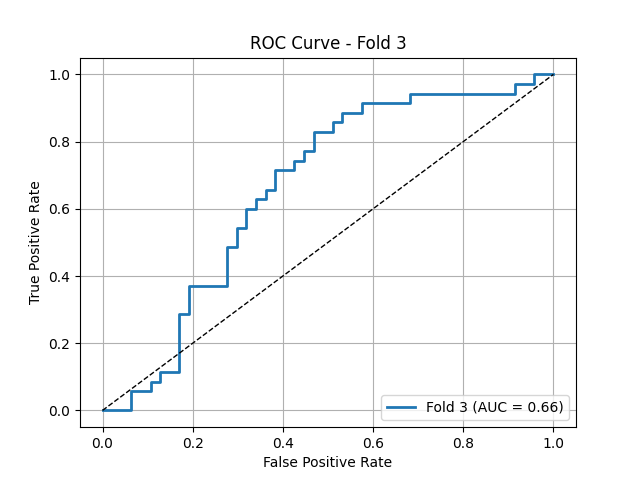 ROC Curve - Fold 3
True Positive Rate
1.0
0.8
0.6
0.4
0.2
0.0
Fold 3 (AUC = 0.66)
0.0 0.2 0.4 0.6 0.8 1.0
False Positive Rate